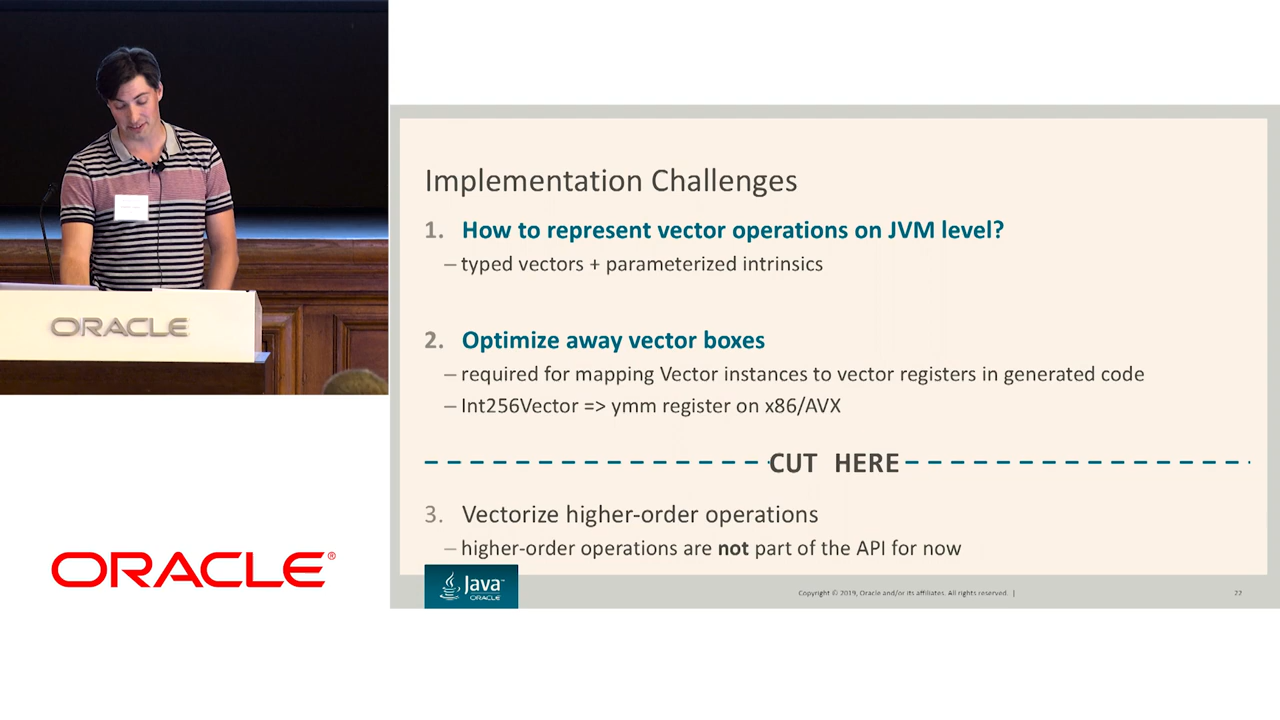 ORACLE
ORACLE®
Implementation Challenges
1. How to represent vector operations on JVM level?
– typed vectors + parameterized intrinsics
2. Optimize away vector boxes
– required for mapping Vector instances to vector registers in generated code
– Int256Vector => ymm register on x86/AVX
CUT HERE
3. Vectorize higher-order operations
– higher-order operations are not part of the API for now
Java™
ORACLE
Copyright © 2019, Oracle and/or its affiliates. All rights reserved. |
22